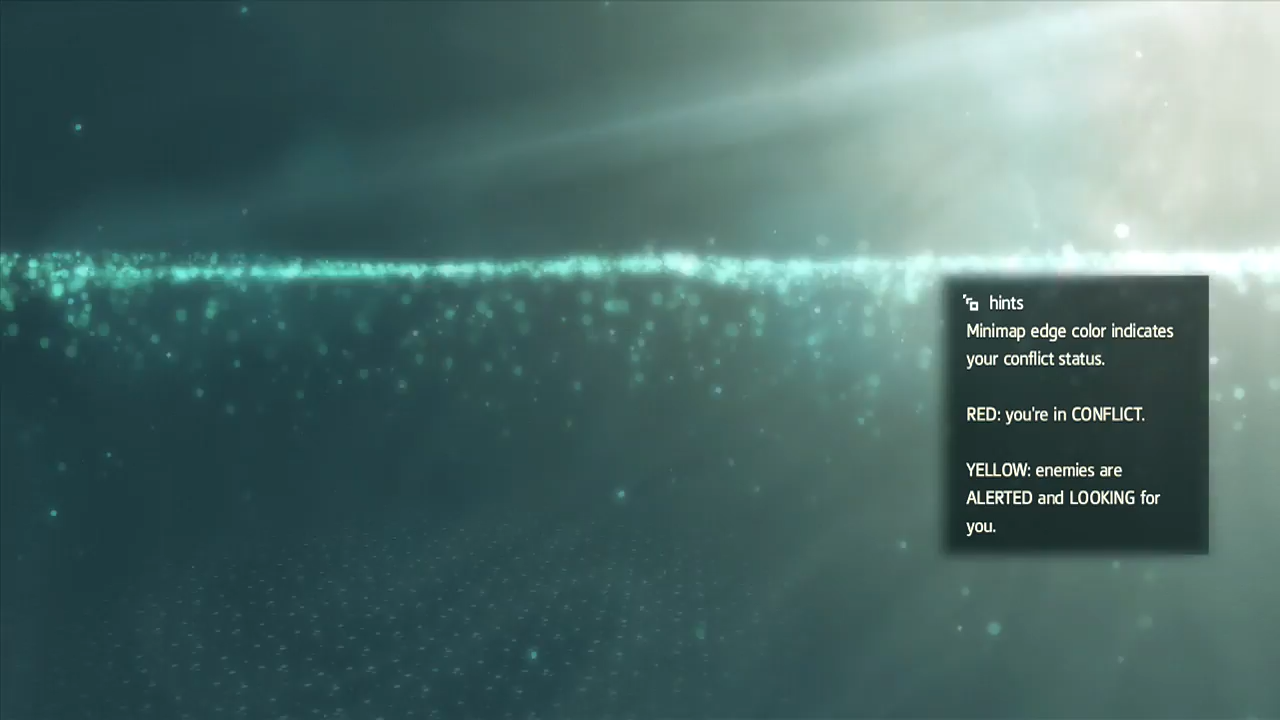 hints
Minimap edge color indicates
your conflict status.
RED: you're in CONFLICT.
YELLOW: enemies are
ALERTED and LOOKING for
you.